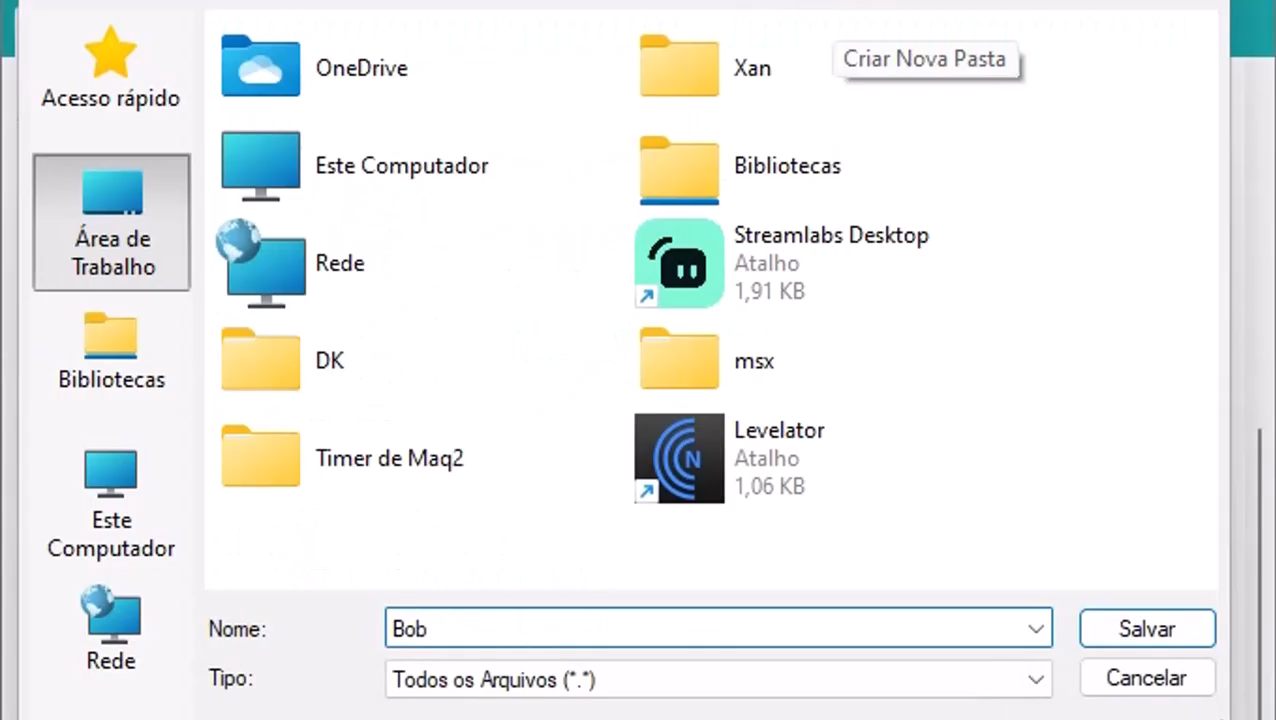 Acesso rápido
Área de
Trabalho
Bibliotecas
Este
Computador
Rede
OneDrive
Xan
Criar Nova Pasta
Este Computador
Bibliotecas
Rede
Streamlabs Desktop
Atalho
1,91 KB
DK
msx
Timer de Maq2
Levelator
Atalho
1,06 KB
N
Nome:
Bob
Salvar
Tipo:
Todos os Arquivos (*.*)
Cancelar